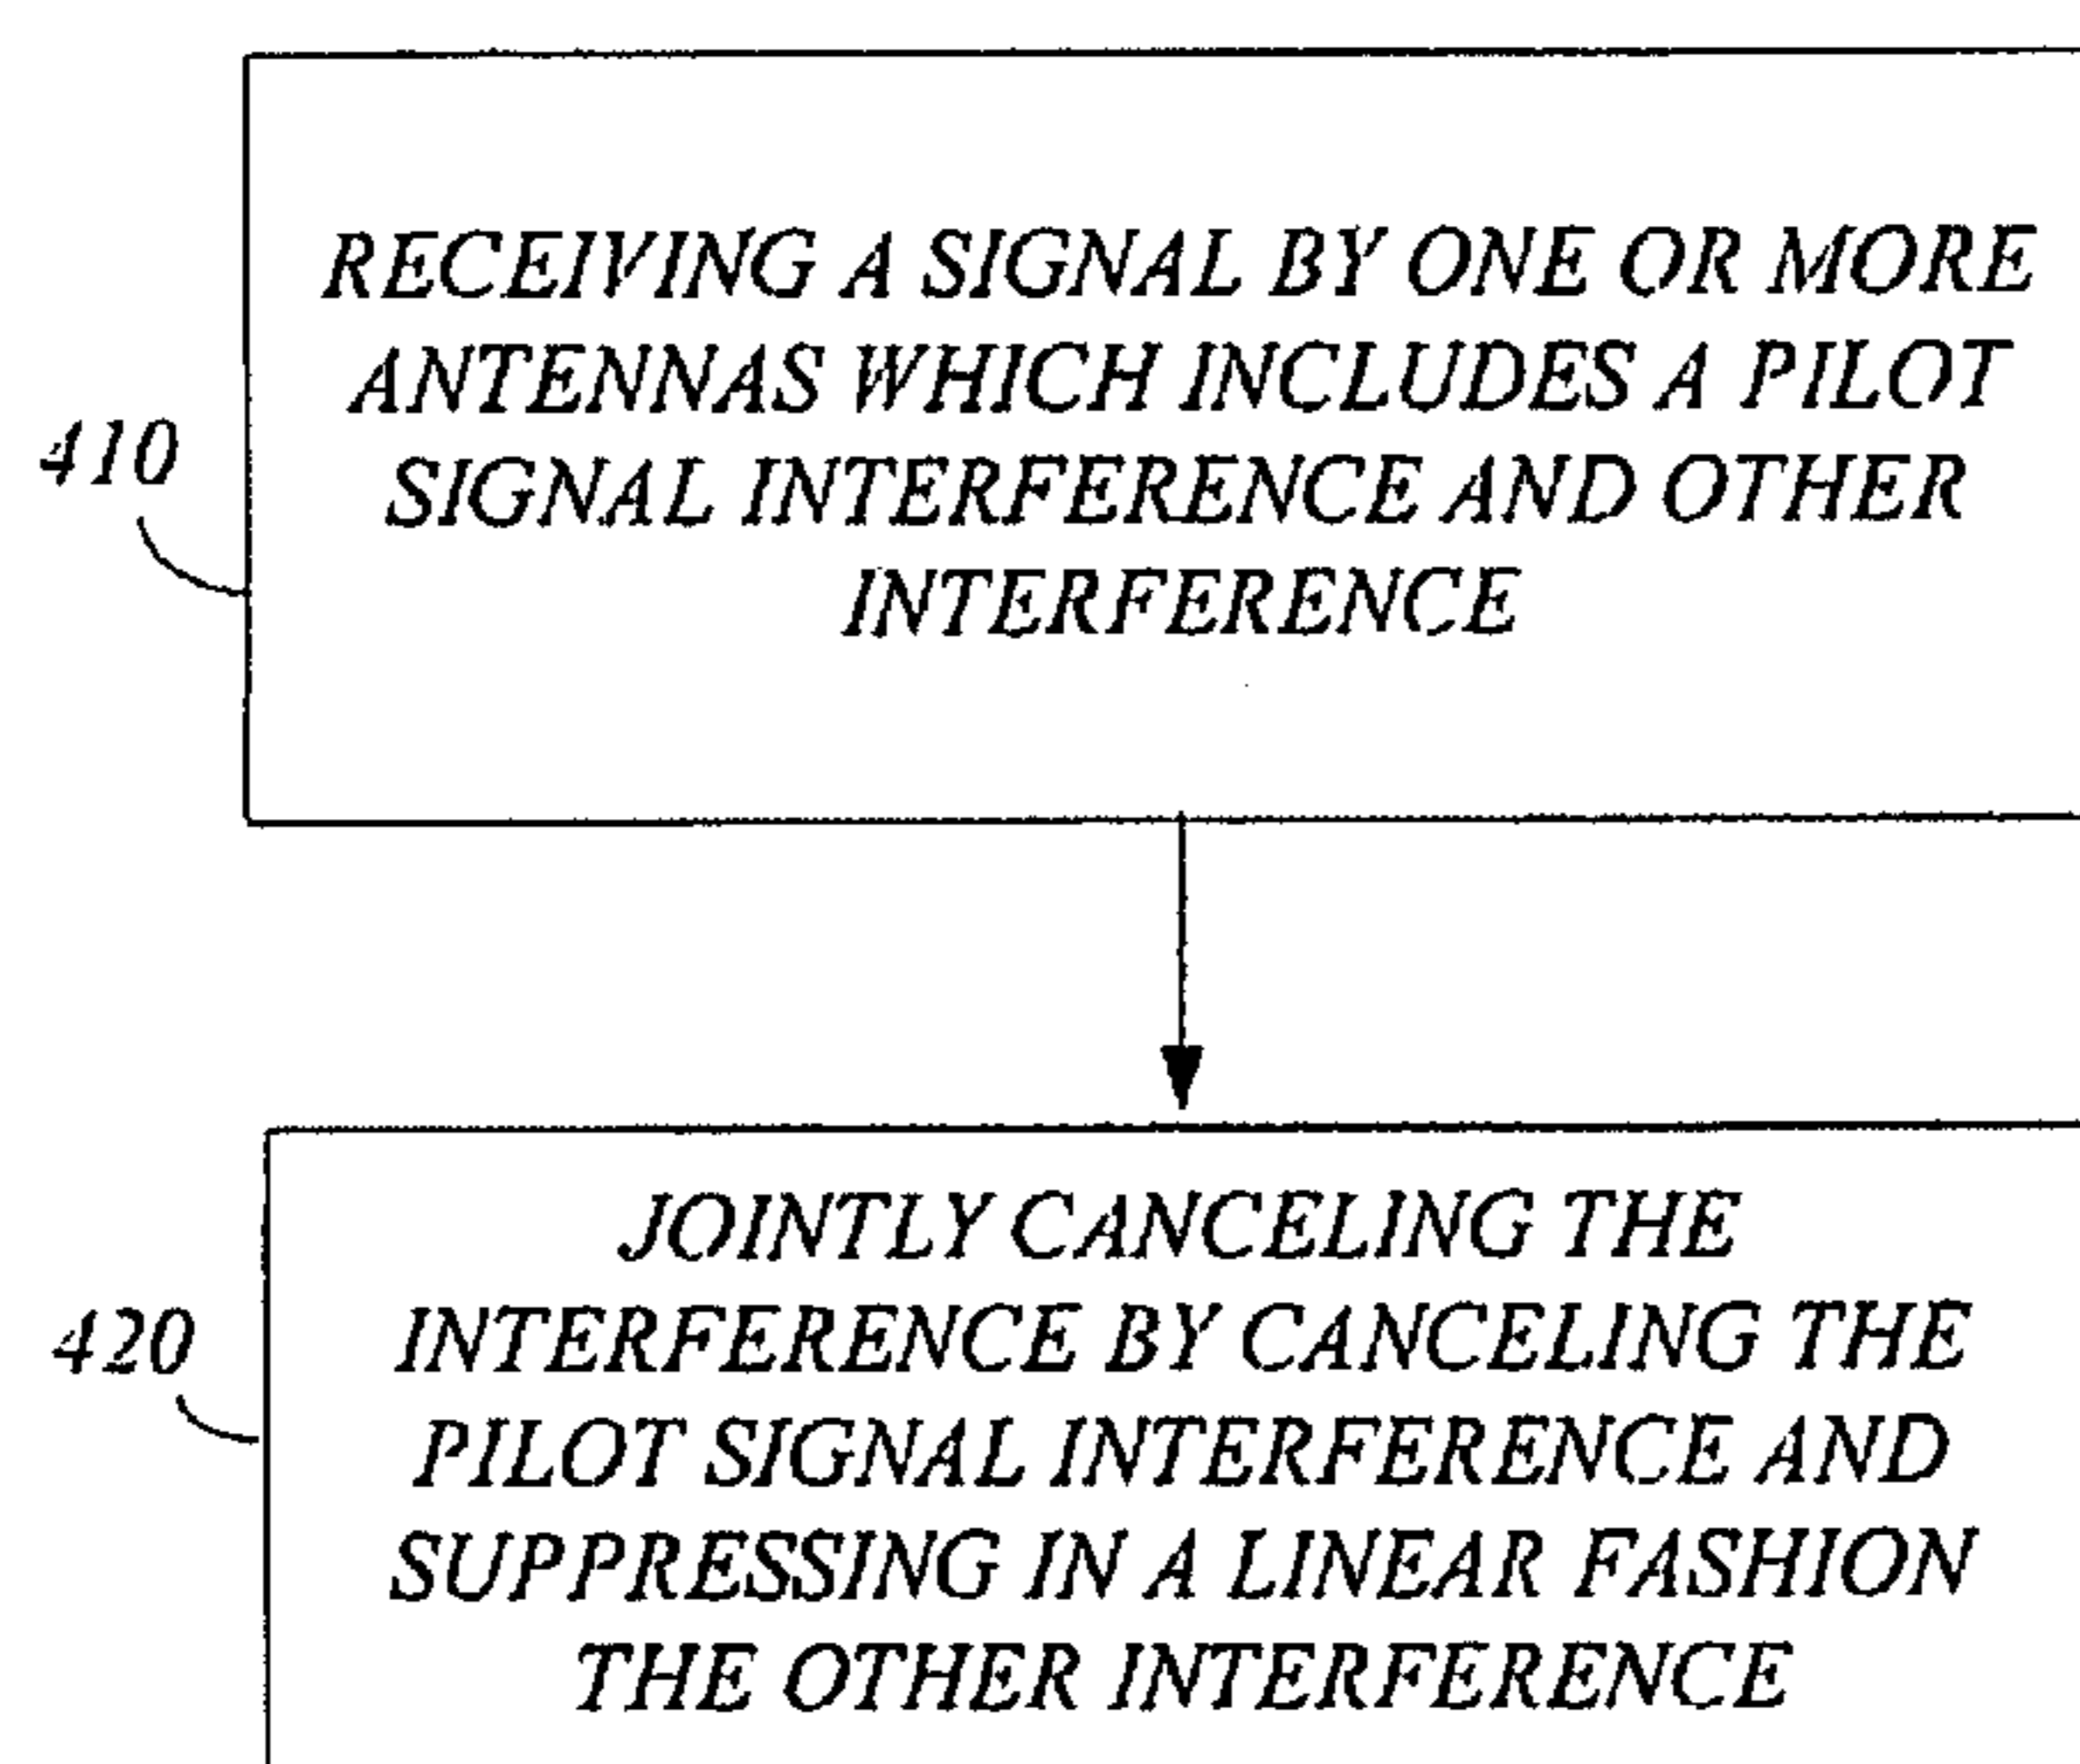 RECEIVING A SIGNAL BY ONE OR MORE
ANTENNAS WHICH INCLUDES A PILOT
SIGNAL INTERFERENCE AND OTHER
INTERFERENCE
410
JOINTLY CANCELING THE
INTERFERENCE BY CANCELING THE
PILOT SIGNAL INTERFERENCE AND
SUPPRESSING IN A LINEAR FASHION
THE OTHER INTERFERENCE
420